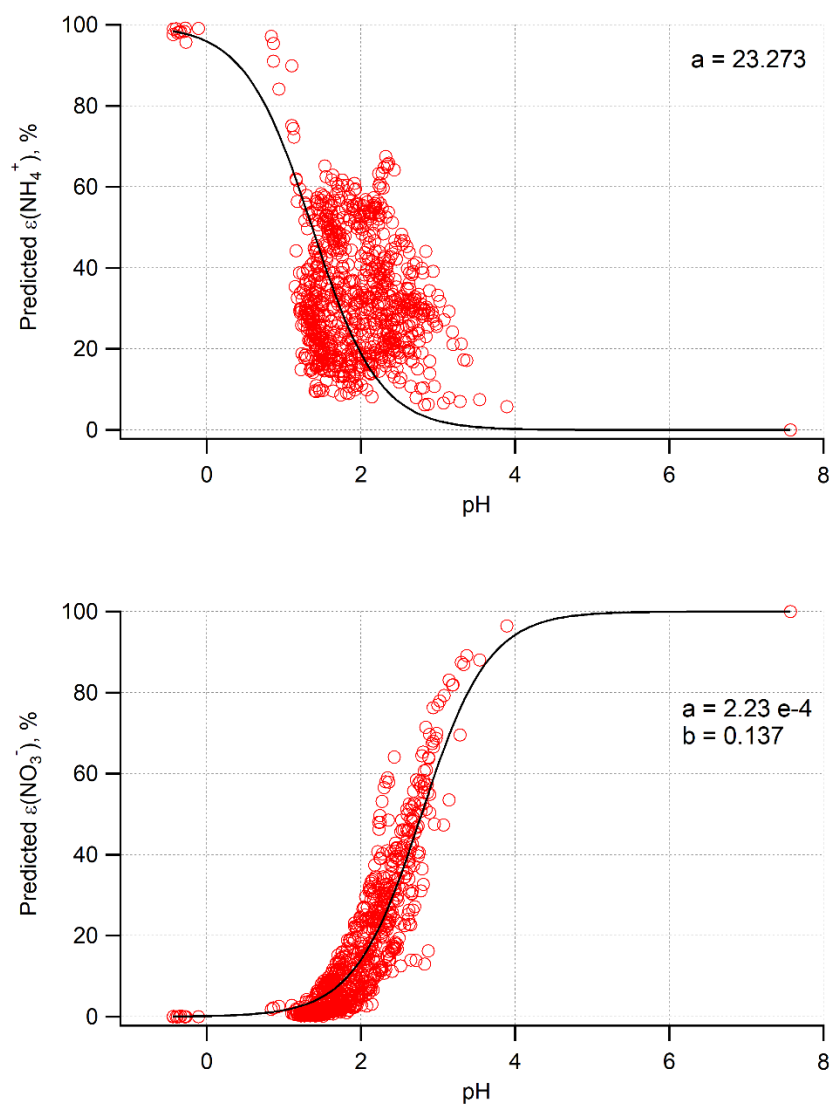 100
80
60
40
20
0
Predicted ε(NH₄⁺), %
a = 23.273
0 2 4 6 8
pH
100
80
60
40
20
0
Predicted ε(NO₃⁻), %
a = 2.23 e-4
b = 0.137
0 2 4 6 8
pH